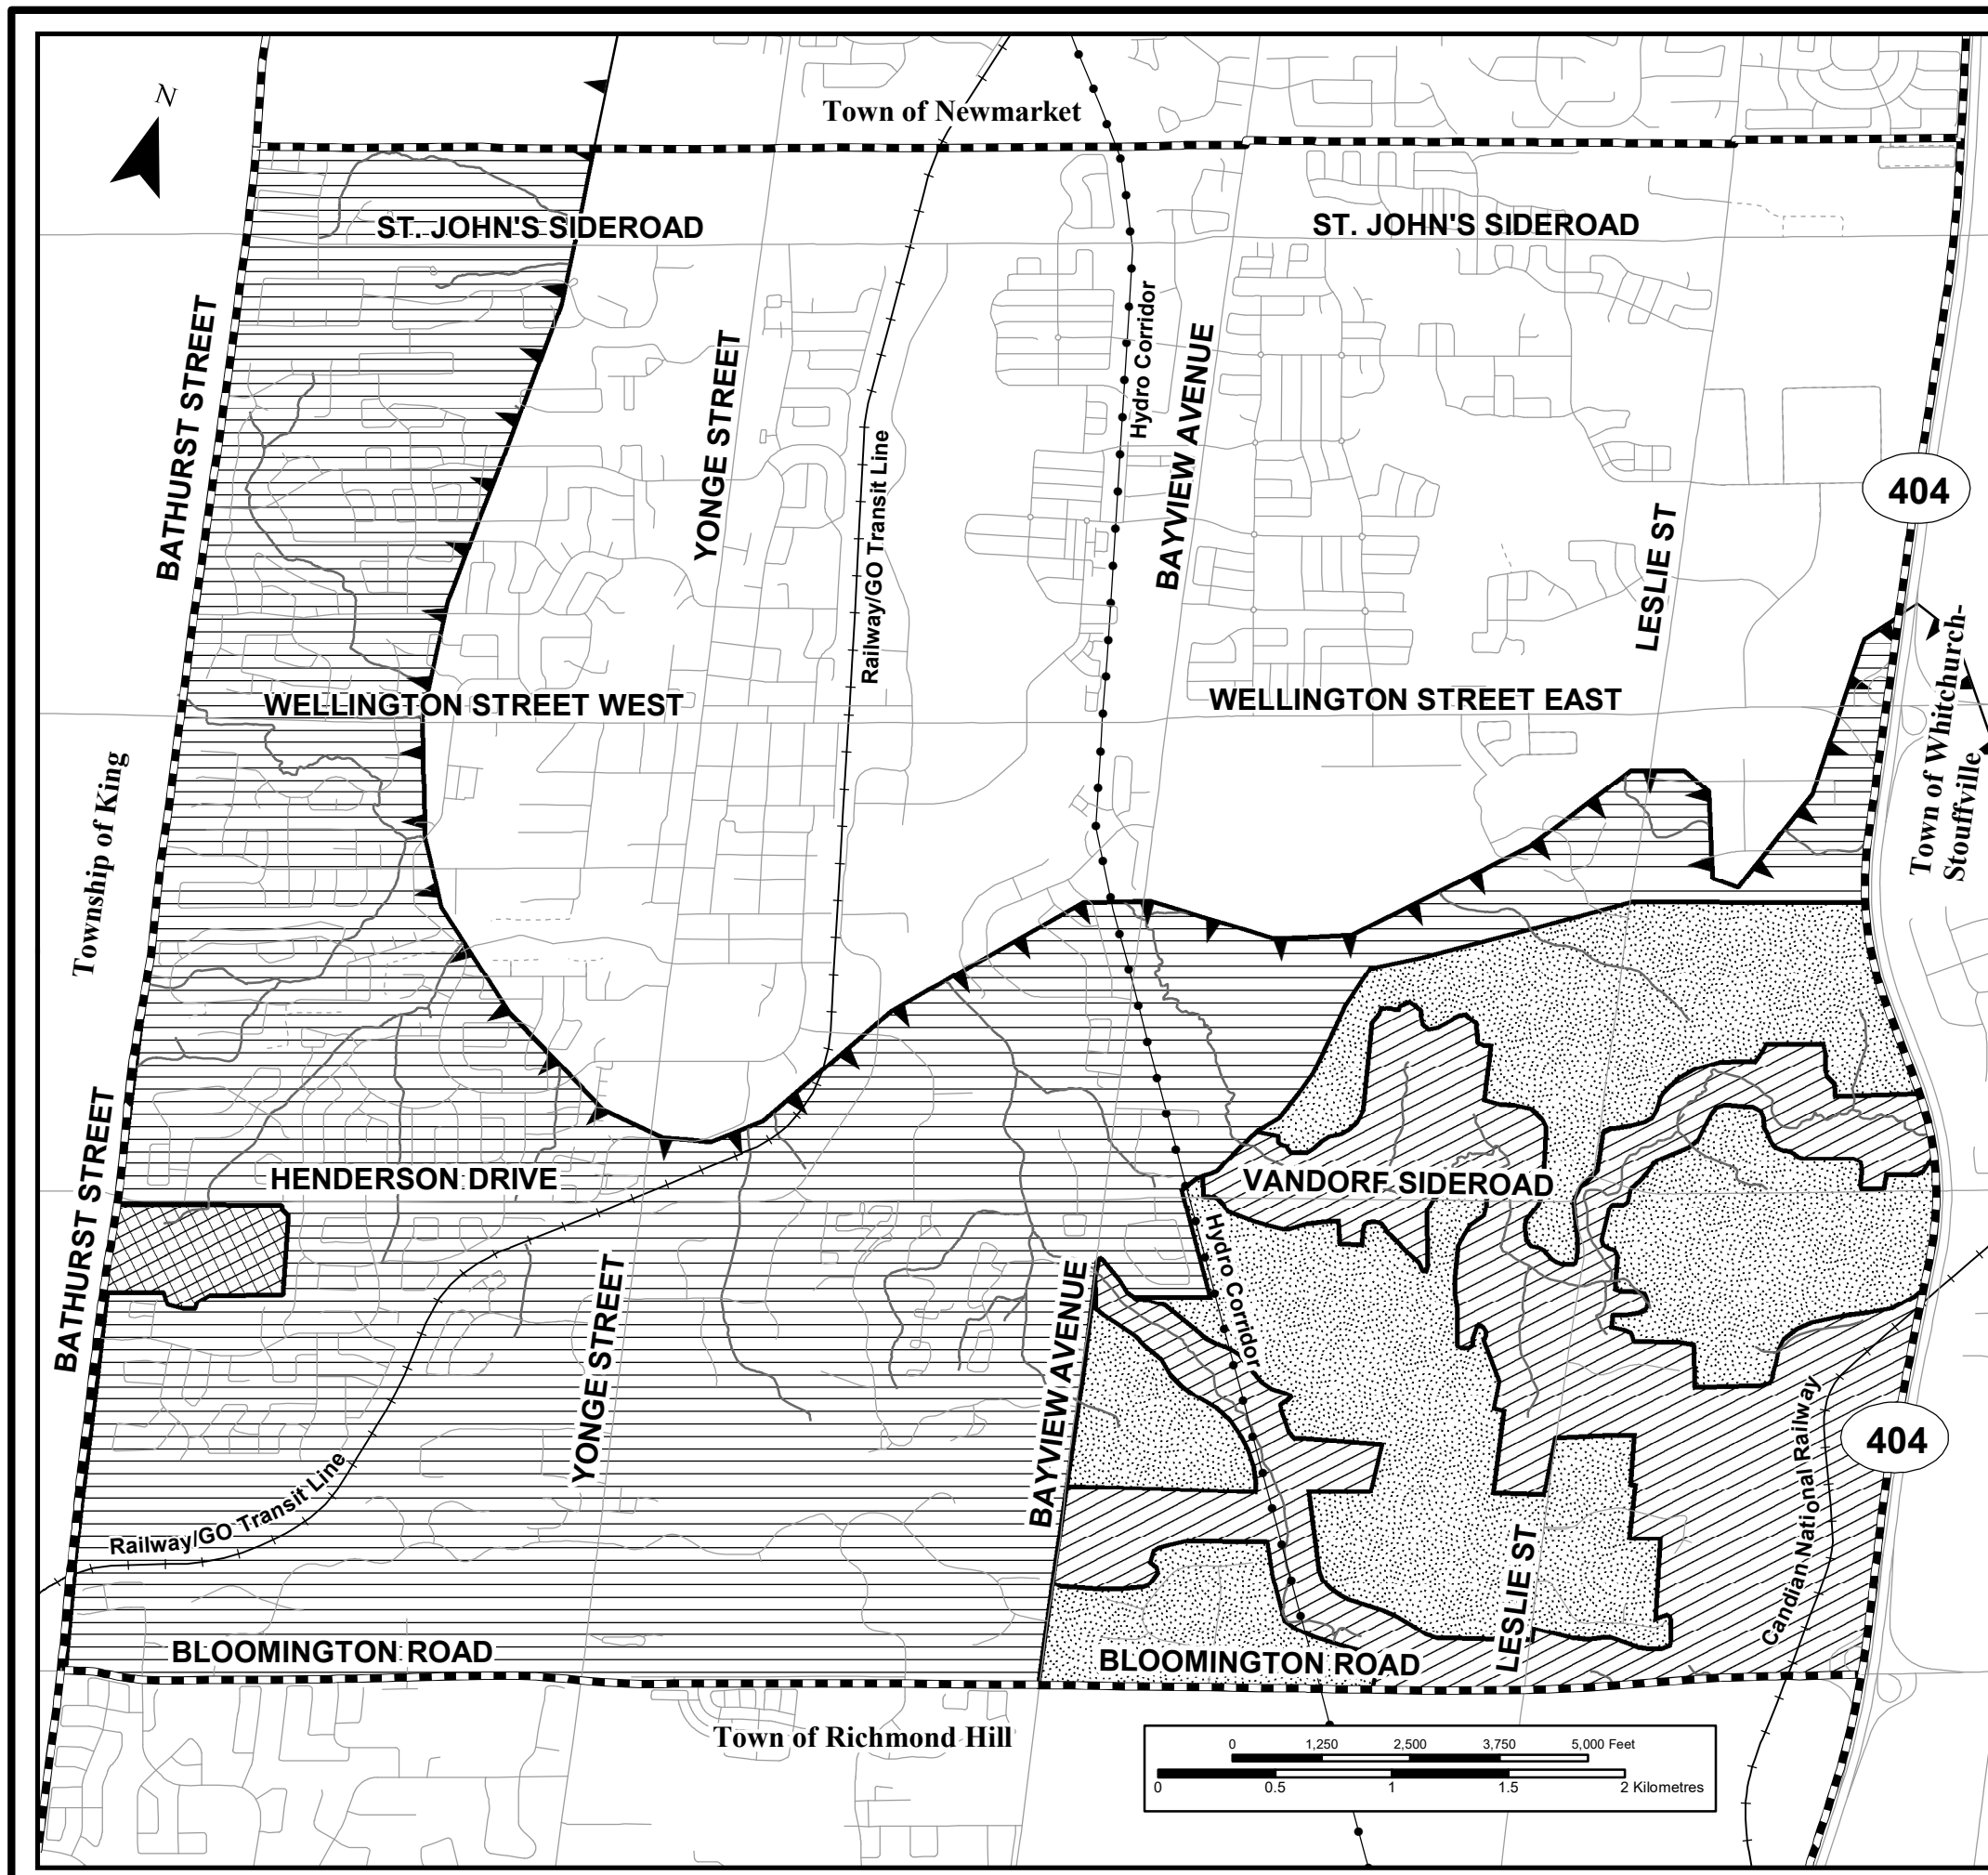 N
Town of Newmarket
ST. JOHN'S SIDEROAD
ST. JOHN'S SIDEROAD
BATHURST STREET
YONGE STREET
Railway/GO Transit Line
Hydro Corridor
BAYVIEW AVENUE
LESLIE ST
404
WELLINGTON STREET WEST
WELLINGTON STREET EAST
Township of King
Town of Whitchurch-
Stouffville
BATHURST STREET
HENDERSON DRIVE
VANDORF SIDEROAD
Hydro Corridor
YONGE STREET
BAYVIEW AVENUE
LESLIE ST
Candian National Railway
404
Railway/GO Transit Line
BLOOMINGTON ROAD
BLOOMINGTON ROAD
Town of Richmond Hill
0 1,250 2,500 3,750 5,000 Feet
0 0.5 1 1.5 2 Kilometres